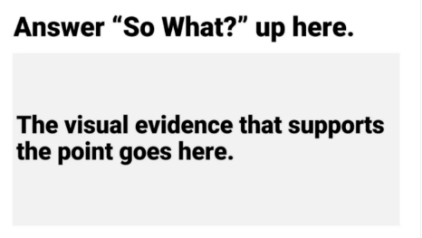 Answer “So What?” up here.
The visual evidence that supports
the point goes here.